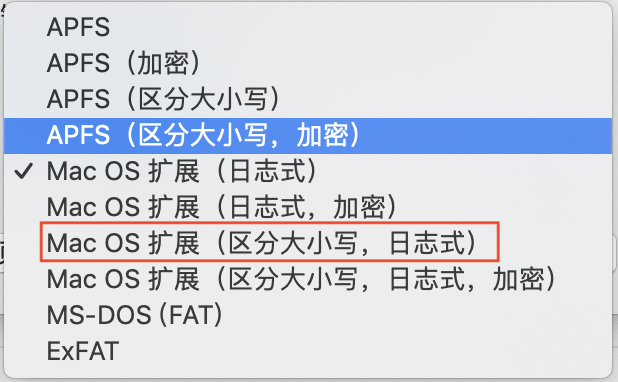 APFS
APFS（加密）
APFS（区分大小写）
APFS（区分大小写，加密）
Mac OS 扩展（日志式）
Mac OS 扩展（日志式，加密）
Mac OS 扩展（区分大小写，日志式）
Mac OS 扩展（区分大小写，日志式，加密）
MS-DOS (FAT)
ExFAT